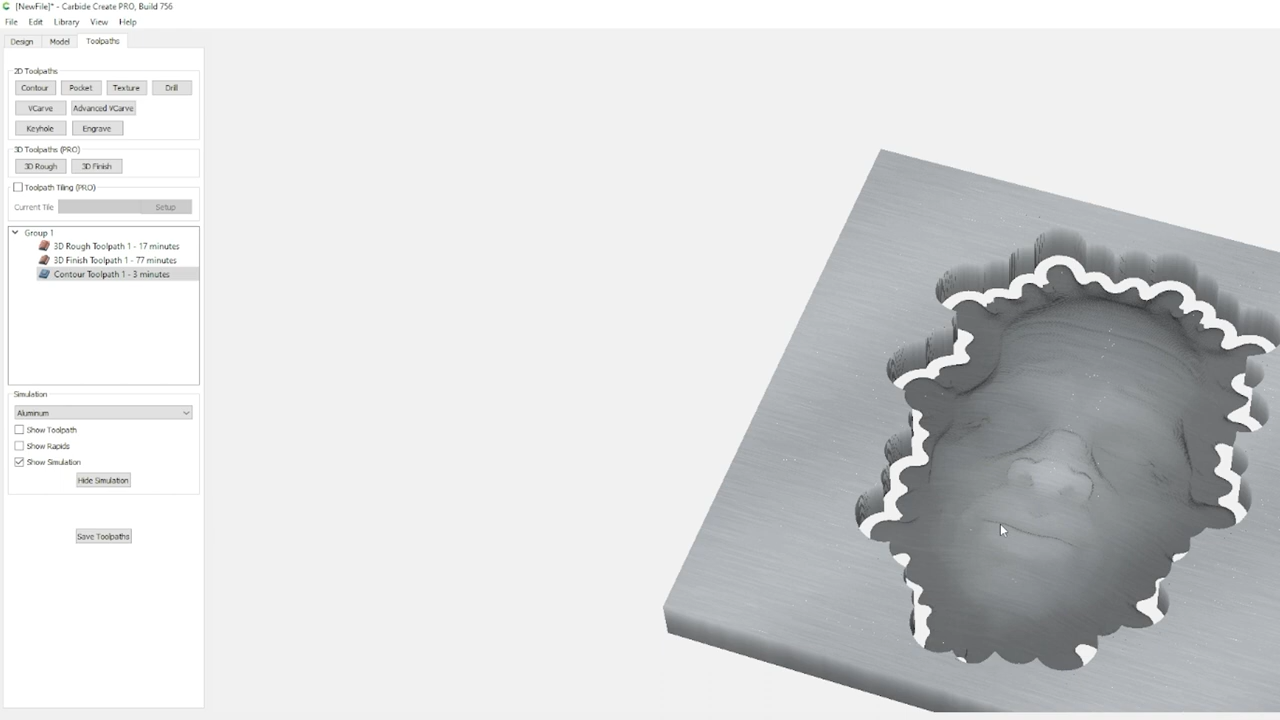 [NewFile]* - Carbide Create PRO, Build 756
File Edit Library View Help
Design Model Toolpaths
2D Toolpaths
Contour Pocket Texture Drill
VCarve Advanced VCarve
Keyhole Engrave
3D Toolpaths (PRO)
3D Rough 3D Finish
Toolpath Tiling (PRO)
Current Tile Setup
Group 1
3D Rough Toolpath 1 - 17 minutes
3D Finish Toolpath 1 - 77 minutes
Contour Toolpath 1 - 3 minutes
Simulation
Aluminum
Show Toolpath
Show Rapids
Show Simulation
Hide Simulation
Save Toolpaths